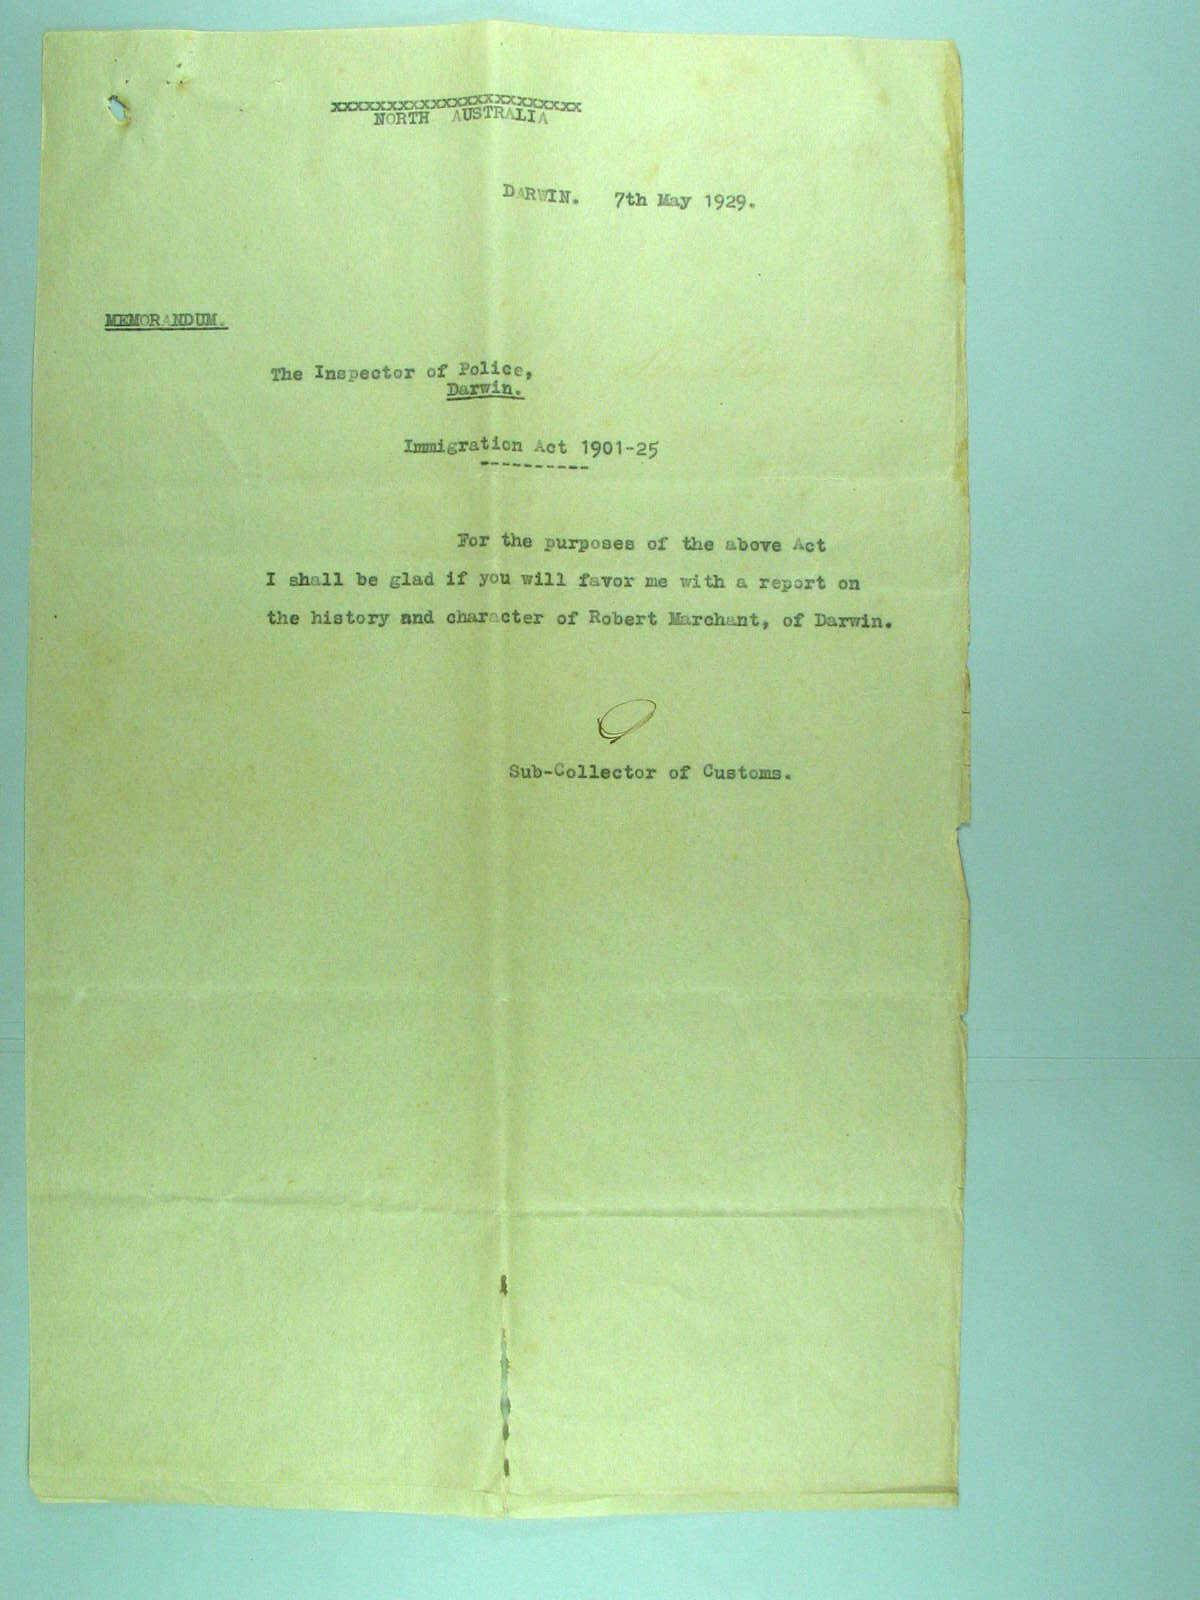 xxxxxxxxxxxxxxxxxxxxxxx
NORTH AUSTRALIA
DARWIN. 7th May 1929.
MEMORANDUM.
The Inspector of Police,
Darwin.
Immigration Act 1901-25
----------
For the purposes of the above Act
I shall be glad if you will favor me with a report on
the history and character of Robert Marchant, of Darwin.
Sub-Collector of Customs.